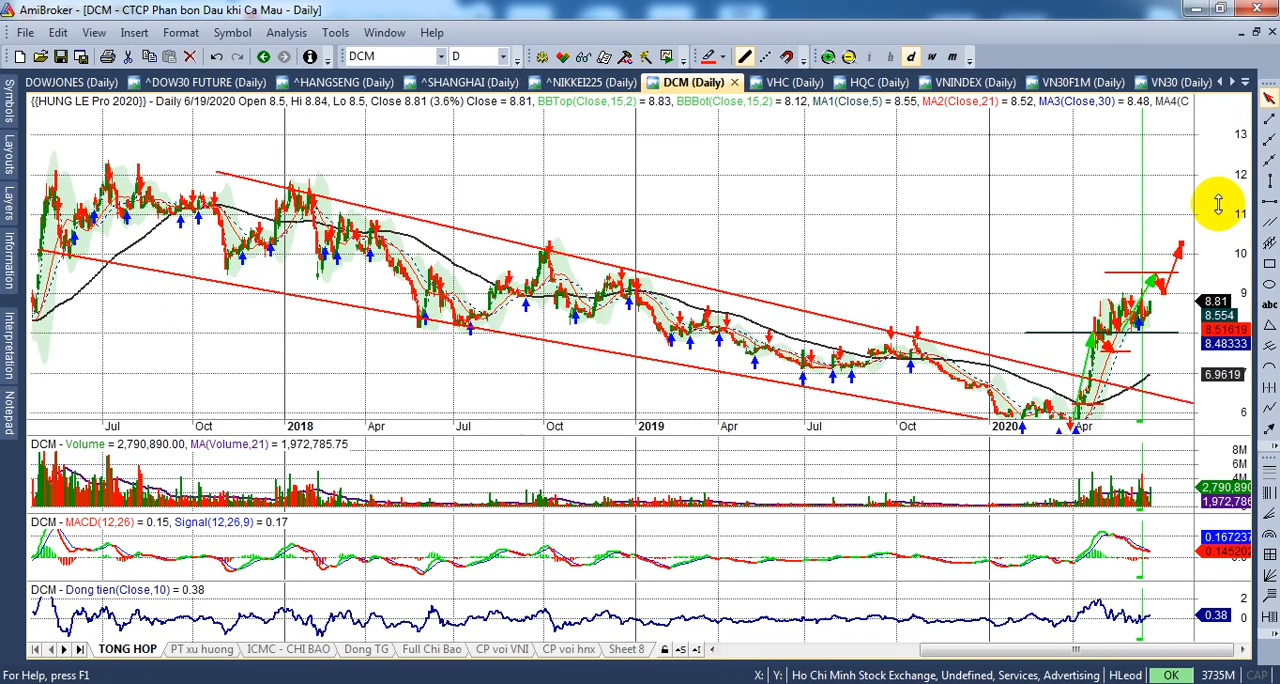 AmiBroker - [DCM - CTCP Phan bon Dau khi Ca Mau - Daily]
File Edit View Insert Format Symbol Analysis Tools Window Help
DCM D i h d w m
DOWJONES (Daily) ^DOW30 FUTURE (Daily) ^HANGSENG (Daily) ^SHANGHAI (Daily) ^NIKKEI225 (Daily) DCM (Daily) VHC (Daily) HQC (Daily) VNINDEX (Daily) VN30F1M (Daily) VN30 (Daily)
{{HUNG LE Pro 2020}} - Daily 6/19/2020 Open 8.5, Hi 8.84, Lo 8.5, Close 8.81 (3.6%) Close = 8.81, BBTop(Close,15,2) = 8.83, BBBot(Close,15,2) = 8.12, MA1(Close,5) = 8.55, MA2(Close,21) = 8.52, MA3(Close,30) = 8.48, MA4(C
Symbols
Layouts
Layers
Information
Interpretation
Notepad
abc
13
12
11
10
9
8.81
8.554
8.51619
8.48333
6.9619
6
Jul Oct 2018 Apr Jul Oct 2019 Apr Jul Oct 2020 Apr
DCM - Volume = 2,790,890.00, MA(Volume,21) = 1,972,785.75
8M
6M
4M
2,790,890
1,972,786
DCM - MACD(12,26) = 0.15, Signal(12,26,9) = 0.17
0.167237
0.145202
DCM - Dong tien(Close,10) = 0.38
2
0.38
0
TONG HOP PT xu huong ICMC - CHI BAO Dong TG Full Chi Bao CP voi VNI CP voi hnx Sheet 8
For Help, press F1 X: Y: Ho Chi Minh Stock Exchange, Undefined, Services, Advertising HLeod OK 3735M CAP